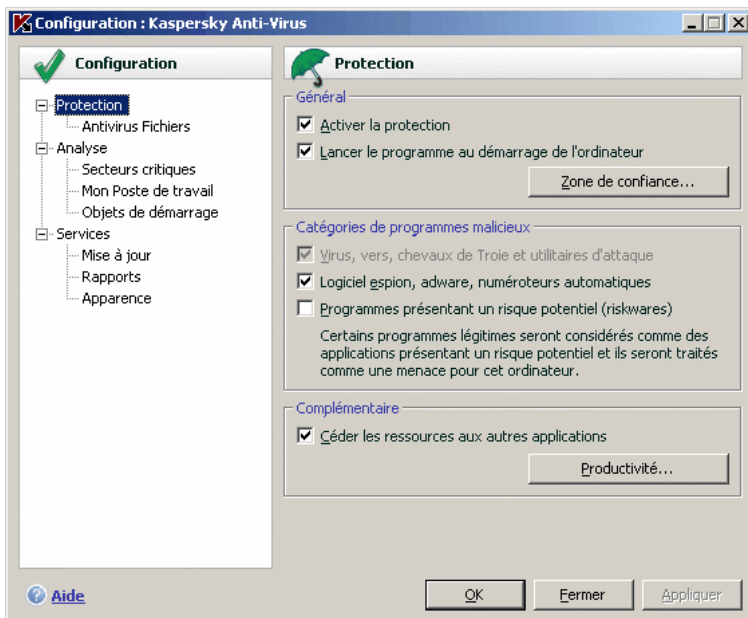 Configuration : Kaspersky Anti-Virus
Configuration
Protection
Antivirus Fichiers
Analyse
Secteurs critiques
Mon Poste de travail
Objets de démarrage
Services
Mise à jour
Rapports
Apparence
Protection
Général
Activer la protection
Lancer le programme au démarrage de l'ordinateur
Zone de confiance...
Catégories de programmes malicieux
Virus, vers, chevaux de Troie et utilitaires d'attaque
Logiciel espion, adware, numéroteurs automatiques
Programmes présentant un risque potentiel (riskwares)
Certains programmes légitimes seront considérés comme des
applications présentant un risque potentiel et ils seront traités
comme une menace pour cet ordinateur.
Complémentaire
Céder les ressources aux autres applications
Productivité...
Aide
OK
Fermer
Appliquer